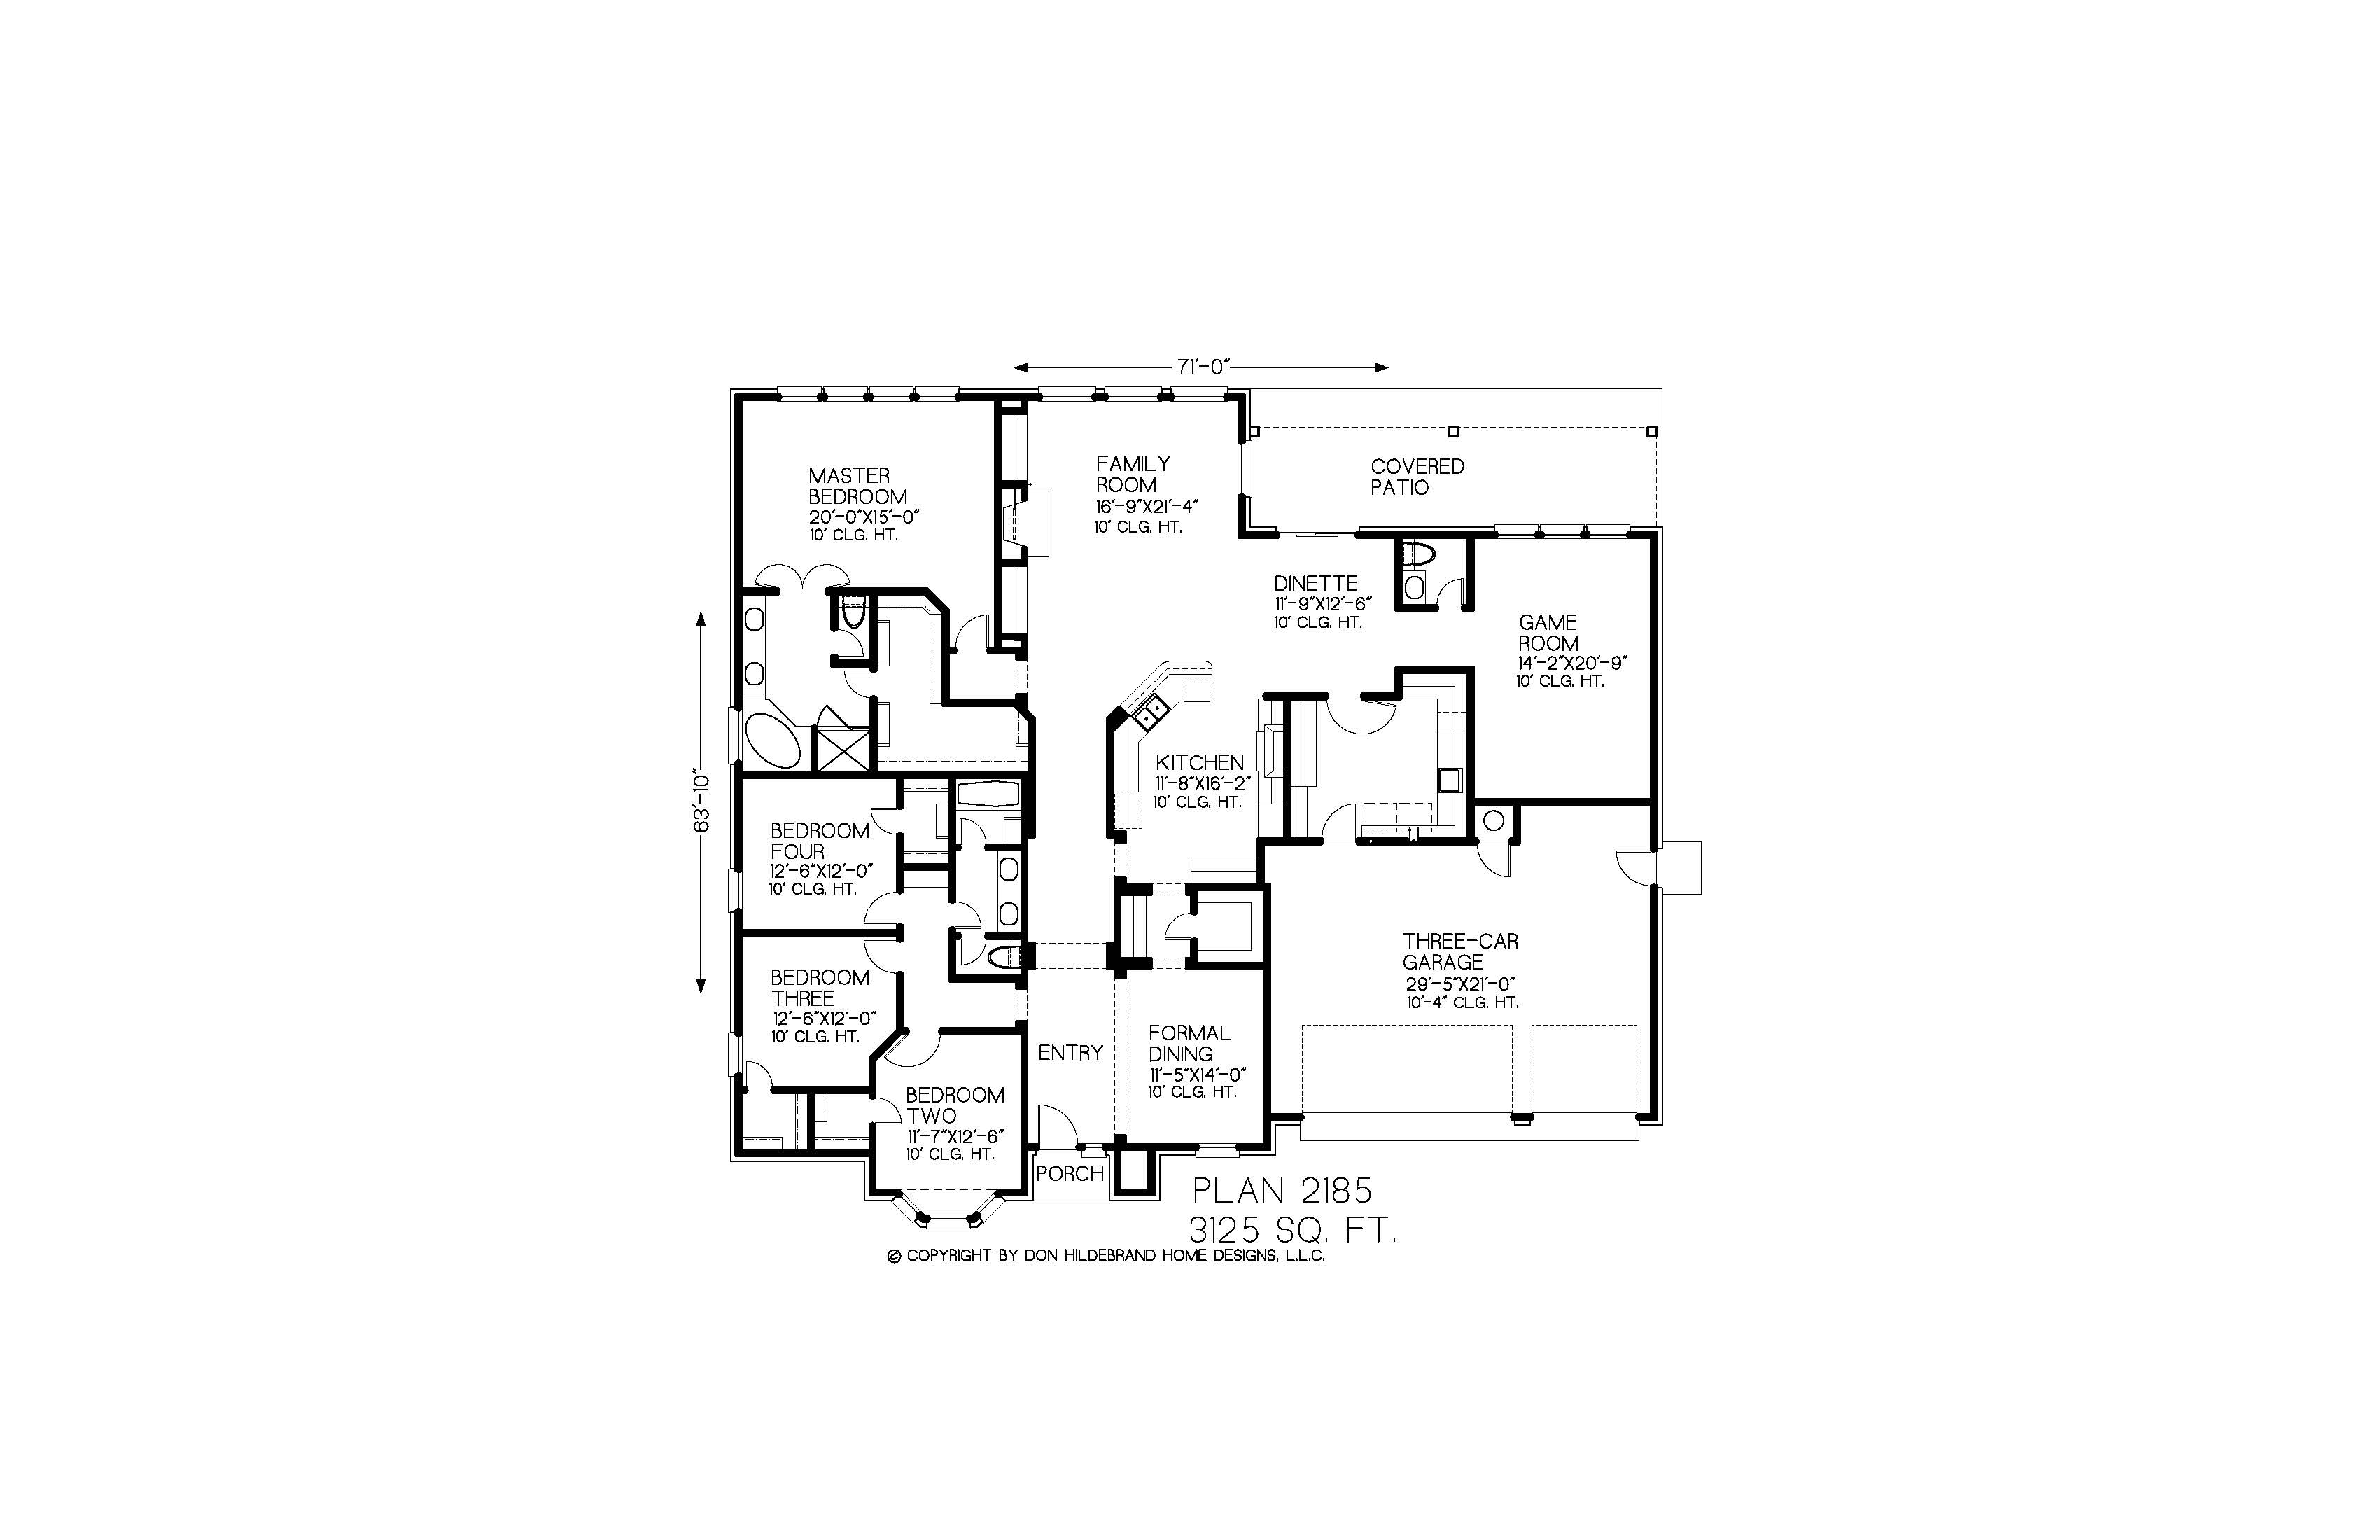 71'-0"
MASTER
BEDROOM
20'-0"X15'-0"
10' CLG. HT.
FAMILY
ROOM
16'-9"X21'-4"
10' CLG. HT.
COVERED
PATIO
DINETTE
11'-9"X12'-6"
10' CLG. HT.
GAME
ROOM
14'-2"X20'-9"
10' CLG. HT.
63'-10"
KITCHEN
11'-8"X16'-2"
10' CLG. HT.
BEDROOM
FOUR
12'-6"X12'-0"
10' CLG. HT.
BEDROOM
THREE
12'-6"X12'-0"
10' CLG. HT.
THREE-CAR
GARAGE
29'-5"X21'-0"
10'-4" CLG. HT.
ENTRY
FORMAL
DINING
11'-5"X14'-0"
10' CLG. HT.
BEDROOM
TWO
11'-7"X12'-6"
10' CLG. HT.
PORCH
PLAN 2185
3125 SQ. FT.
© COPYRIGHT BY DON HILDEBRAND HOME DESIGNS, L.L.C.